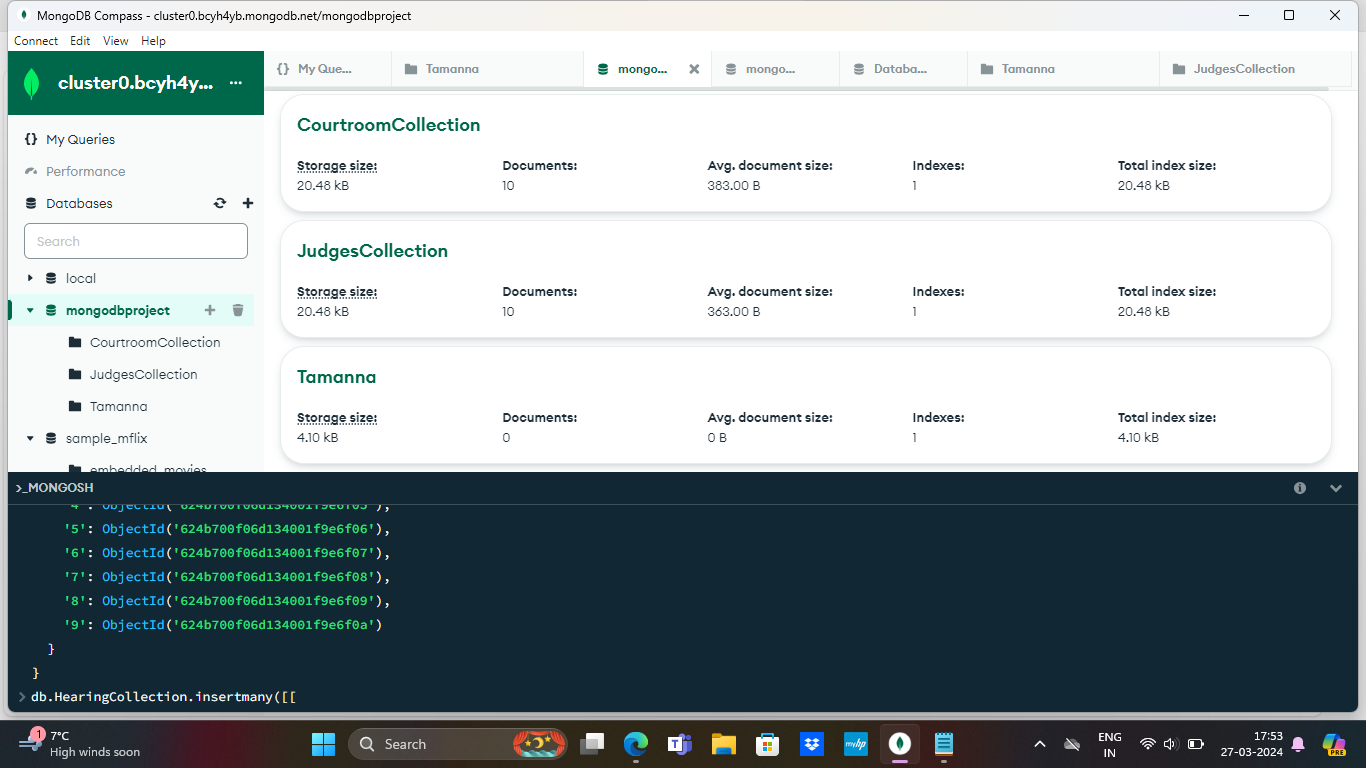 MongoDB Compass - cluster0.bcyh4yb.mongodb.net/mongodbproject
Connect Edit View Help
cluster0.bcyh4y... ...
{} My Queries
Performance
Databases
Search
local
mongodbproject
CourtroomCollection
JudgesCollection
Tamanna
sample_mflix
embedded_movies
{} My Que...
Tamanna
mongo...
mongo...
Databa...
Tamanna
JudgesCollection
CourtroomCollection
Storage size: Documents: Avg. document size: Indexes: Total index size:
20.48 kB 10 383.00 B 1 20.48 kB
JudgesCollection
Storage size: Documents: Avg. document size: Indexes: Total index size:
20.48 kB 10 363.00 B 1 20.48 kB
Tamanna
Storage size: Documents: Avg. document size: Indexes: Total index size:
4.10 kB 0 0 B 1 4.10 kB
>_MONGOSH
'4': ObjectId('624b700f06d134001f9e6f05'),
'5': ObjectId('624b700f06d134001f9e6f06'),
'6': ObjectId('624b700f06d134001f9e6f07'),
'7': ObjectId('624b700f06d134001f9e6f08'),
'8': ObjectId('624b700f06d134001f9e6f09'),
'9': ObjectId('624b700f06d134001f9e6f0a')
}
}
> db.HearingCollection.insertmany([[
1
7°C
High winds soon
Search
myhp
PRE
ENG
IN
17:53
27-03-2024